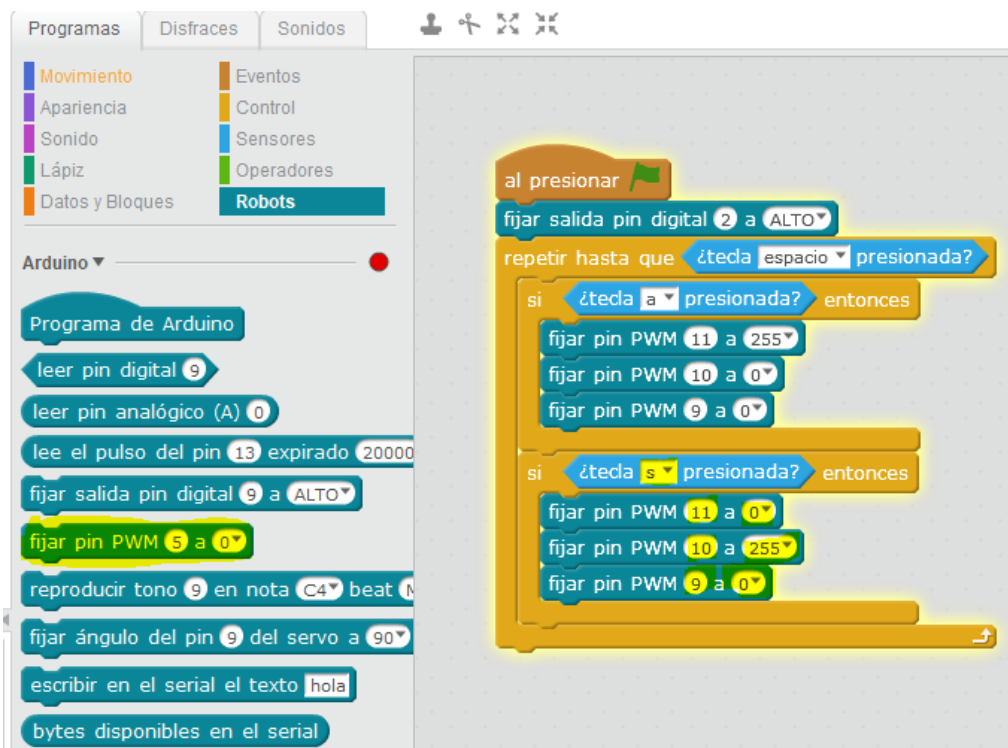 Programas Disfraces Sonidos
Movimiento Eventos
Apariencia Control
Sonido Sensores
Lápiz Operadores
Datos y Bloques Robots
Arduino
Programa de Arduino
leer pin digital 9
leer pin analógico (A) 0
lee el pulso del pin 13 expirado 20000
fijar salida pin digital 9 a ALTO
fijar pin PWM 5 a 0
reproducir tono 9 en nota C4 beat
fijar ángulo del pin 9 del servo a 90
escribir en el serial el texto hola
bytes disponibles en el serial
al presionar
fijar salida pin digital 2 a ALTO
repetir hasta que ¿tecla espacio presionada?
si ¿tecla a presionada? entonces
fijar pin PWM 11 a 255
fijar pin PWM 10 a 0
fijar pin PWM 9 a 0
si ¿tecla s presionada? entonces
fijar pin PWM 11 a 0
fijar pin PWM 10 a 255
fijar pin PWM 9 a 0